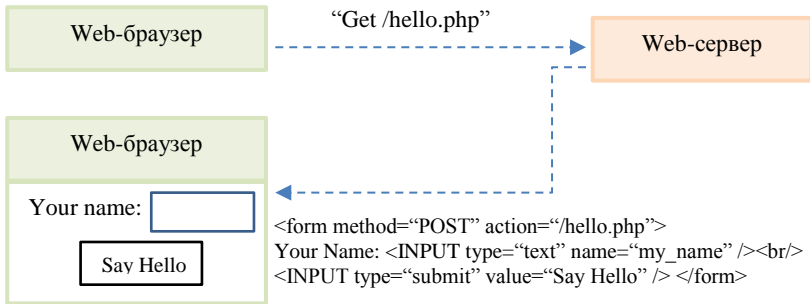 Web-браузер
“Get /hello.php”
Web-сервер
Web-браузер
Your name:
Say Hello
<form method=“POST” action=“/hello.php”>
Your Name: <INPUT type=“text” name=“my_name” /><br/>
<INPUT type=“submit” value=“Say Hello” /> </form>